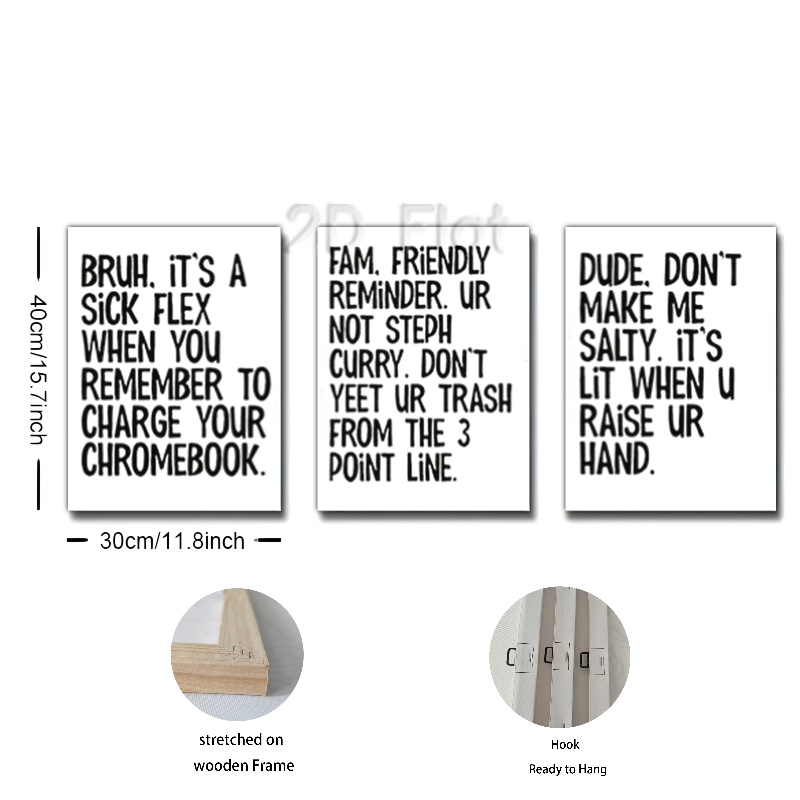 2D Flat
BRUH. iT'S A
SiCK FLEX
WHEN YOU
REMEMBER TO
CHARGE YOUR
CHROMEBOOK.
FAM. FRiENDLY
REMiNDER. UR
NOT STEPH
CURRY. DON'T
YEET UR TRASH
FROM THE 3
POiNT LiNE.
DUDE. DON'T
MAKE ME
SALTY. iT'S
LiT WHEN U
RAiSE UR
HAND.
40cm/15.7inch
30cm/11.8inch
stretched on
wooden Frame
Hook
Ready to Hang